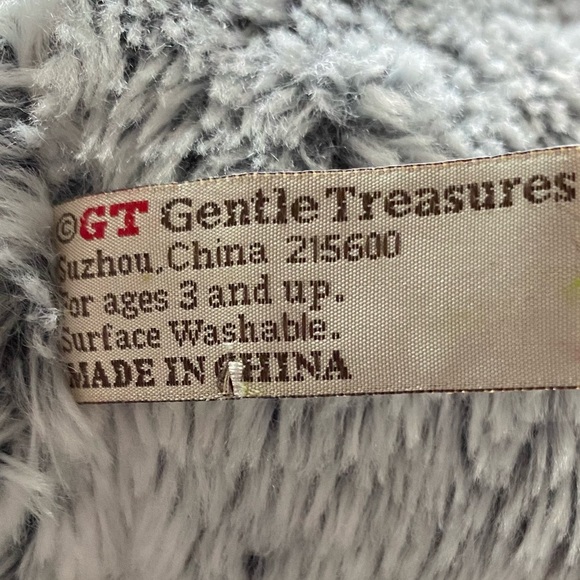 ©GT Gentle Treasures
Suzhou, China 215600
For ages 3 and up.
Surface Washable.
MADE IN CHINA